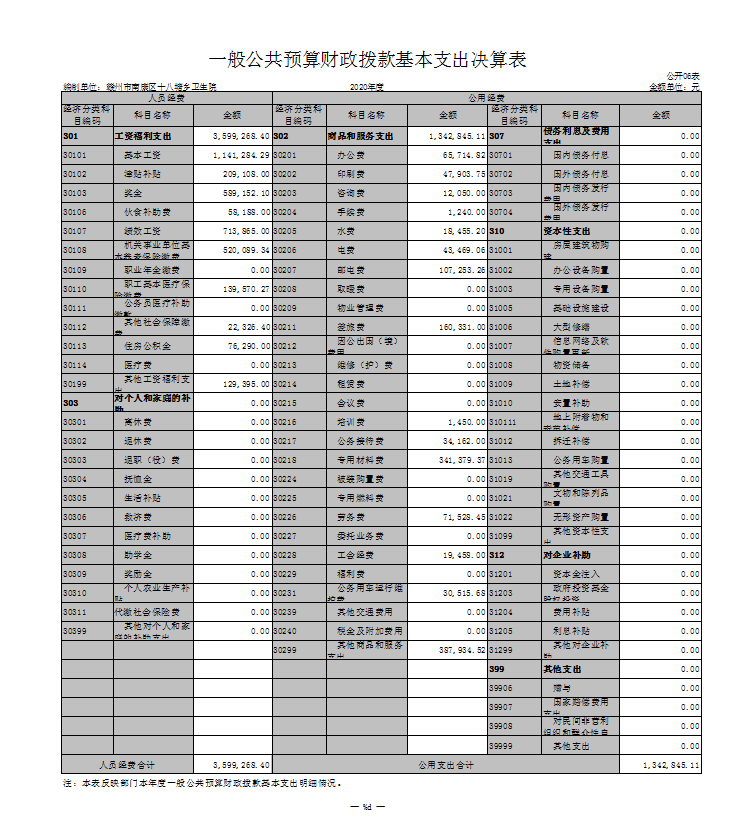 一般公共预算财政拨款基本支出决算表
公开06表
编制单位：赣州市南康区十八塘乡卫生院 2020年度 金额单位：元
人员经费 公用经费
经济分类科目编码 科目名称 金额 经济分类科目编码 科目名称 金额 经济分类科目编码 科目名称 金额
301 工资福利支出 3,599,268.40 302 商品和服务支出 1,342,845.11 307 债务利息及费用支出 0.00
30101 基本工资 1,141,284.29 30201 办公费 65,714.82 30701 国内债务付息 0.00
30102 津贴补贴 209,108.00 30202 印刷费 47,903.75 30702 国外债务付息 0.00
30103 奖金 589,152.10 30203 咨询费 12,050.00 30703 国内债务发行费用 0.00
30106 伙食补助费 58,188.00 30204 手续费 1,240.00 30704 国外债务发行费用 0.00
30107 绩效工资 713,865.00 30205 水费 18,455.20 310 资本性支出 0.00
30108 机关事业单位基本养老保险缴费 520,089.34 30206 电费 43,469.06 31001 房屋建筑物购建 0.00
30109 职业年金缴费 0.00 30207 邮电费 107,253.26 31002 办公设备购置 0.00
30110 职工基本医疗保险缴费 139,570.27 30208 取暖费 0.00 31003 专用设备购置 0.00
30111 公务员医疗补助缴款 0.00 30209 物业管理费 0.00 31005 基础设施建设 0.00
30112 其他社会保障缴费 22,326.40 30211 差旅费 160,331.00 31006 大型修缮 0.00
30113 住房公积金 76,290.00 30212 因公出国（境）费用 0.00 31007 信息网络及软件购置更新 0.00
30114 医疗费 0.00 30213 维修（护）费 0.00 31008 物资储备 0.00
30199 其他工资福利支出 129,395.00 30214 租赁费 0.00 31009 土地补偿 0.00
303 对个人和家庭的补助 0.00 30215 会议费 0.00 31010 安置补助 0.00
30301 离休费 0.00 30216 培训费 1,450.00 310111 地上附着物和青苗补偿 0.00
30302 退休费 0.00 30217 公务接待费 34,162.00 31012 拆迁补偿 0.00
30303 退职（役）费 0.00 30218 专用材料费 341,379.37 31013 公务用车购置 0.00
30304 抚恤金 0.00 30224 被装购置费 0.00 31019 其他交通工具购置 0.00
30305 生活补贴 0.00 30225 专用燃料费 0.00 31021 文物和陈列品购置 0.00
30306 救济费 0.00 30226 劳务费 71,528.45 31022 无形资产购置 0.00
30307 医疗费补助 0.00 30227 委托业务费 0.00 31099 其他资本性支出 0.00
30308 助学金 0.00 30228 工会经费 19,458.00 312 对企业补助 0.00
30309 奖励金 0.00 30229 福利费 0.00 31201 资本金注入 0.00
30310 个人农业生产补贴 0.00 30231 公务用车运行维护费 30,515.68 31203 政府投资基金股权投资 0.00
30311 代缴社会保险费 0.00 30239 其他交通费用 0.00 31204 费用补贴 0.00
30399 其他对个人和家庭的补助支出 0.00 30240 税金及附加费用 0.00 31205 利息补贴 0.00
30299 其他商品和服务支出 387,934.52 31299 其他对企业补助 0.00
399 其他支出 0.00
39906 赠与 0.00
39907 国家赔偿费用支出 0.00
39908 对民间非营利组织和群众性自 0.00
39999 其他支出 0.00
人员经费合计 3,599,268.40 公用支出合计 1,342,845.11
注：本表反映部门本年度一般公共预算财政拨款基本支出明细情况。